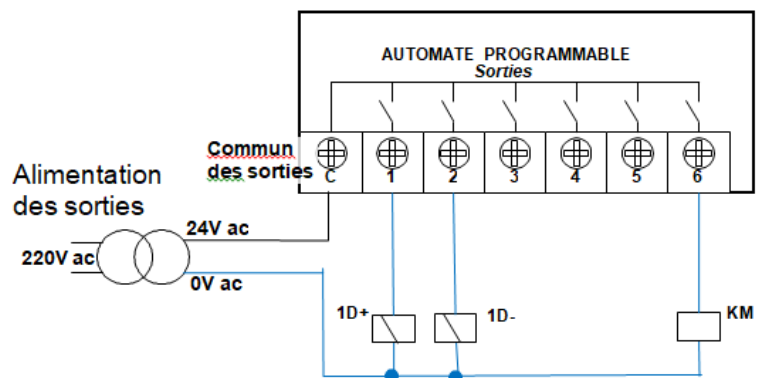 AUTOMATE PROGRAMMABLE
Sorties
Commun
des sorties
C 1 2 3 4 5 6
Alimentation
des sorties
24V ac
220V ac
0V ac
1D+
1D-
KM